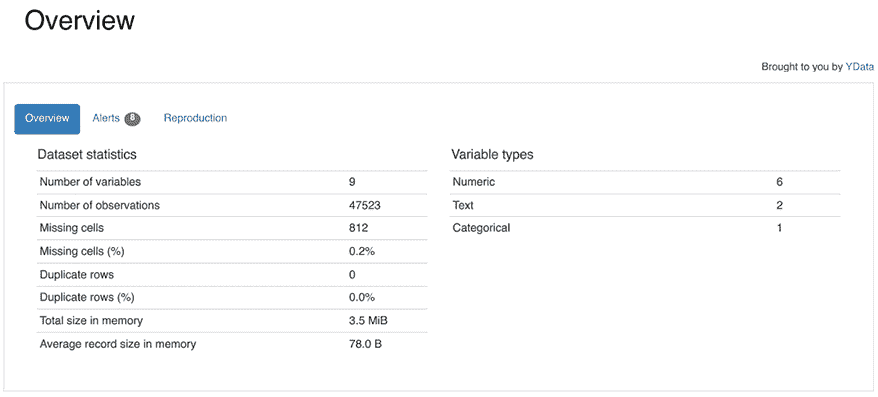 Overview
Brought to you by YData
Overview Alerts 8 Reproduction
Dataset statistics
Number of variables 9
Number of observations 47523
Missing cells 812
Missing cells (%) 0.2%
Duplicate rows 0
Duplicate rows (%) 0.0%
Total size in memory 3.5 MiB
Average record size in memory 78.0 B
Variable types
Numeric 6
Text 2
Categorical 1